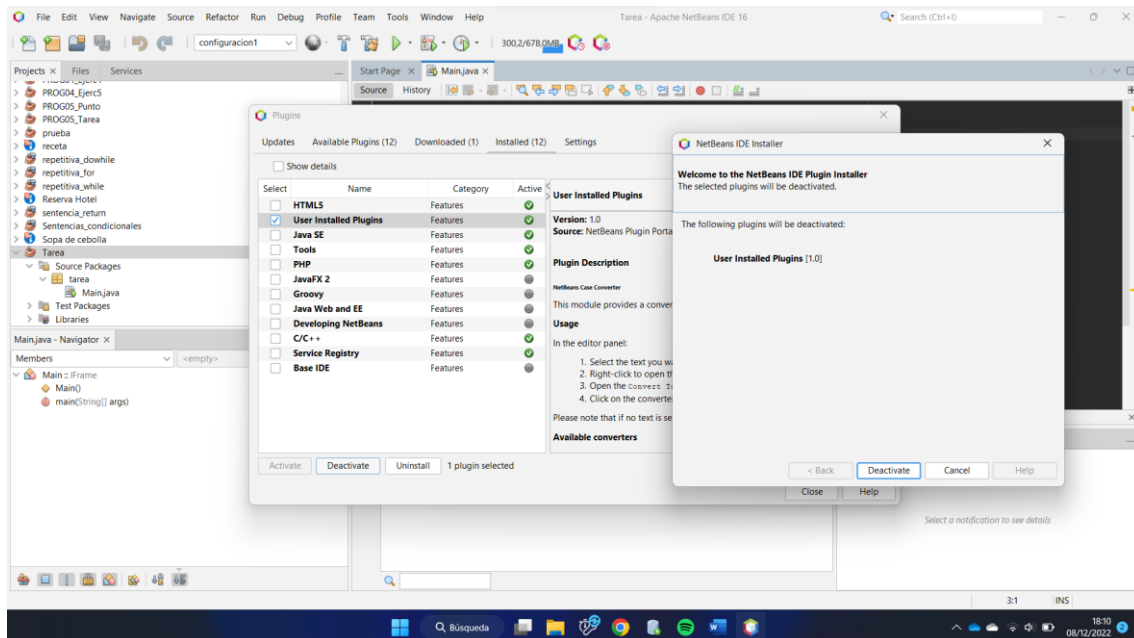 File Edit View Navigate Source Refactor Run Debug Profile Team Tools Window Help
Tarea - Apache NetBeans IDE 16
Search (Ctrl+I)
configuracion1
300,2/678,0MB
Projects Files Services
Start Page Main.java
Source History
PROG04_Ejerc5
PROG05_Punto
PROG05_Tarea
prueba
receta
repetitiva_dowhile
repetitiva_for
repetitiva_while
Reserva Hotel
sentencia_return
Sentencias_condicionales
Sopa de cebolla
Tarea
Source Packages
tarea
Main.java
Test Packages
Libraries
Main.java - Navigator
Members <empty>
Main :: JFrame
Main()
main(String[] args)
Plugins
Updates Available Plugins (12) Downloaded (1) Installed (12) Settings
Show details
Select Name Category Active
HTML5 Features
User Installed Plugins Features
Java SE Features
Tools Features
PHP Features
JavaFX 2 Features
Groovy Features
Java Web and EE Features
Developing NetBeans Features
C/C++ Features
Service Registry Features
Base IDE Features
Activate Deactivate Uninstall 1 plugin selected
User Installed Plugins
Version: 1.0
Source: NetBeans Plugin Porta
Plugin Description
NetBeans Case Converter
This module provides a conver
Usage
In the editor panel:
1. Select the text you wa
2. Right-click to open th
3. Open the Convert To
4. Click on the converte
Please note that if no text is se
Available converters
Close Help
NetBeans IDE Installer
Welcome to the NetBeans IDE Plugin Installer
The selected plugins will be deactivated.
The following plugins will be deactivated:
User Installed Plugins [1.0]
< Back Deactivate Cancel Help
Select a notification to see details
3:1 INS
Búsqueda
18:10
08/12/2022
2